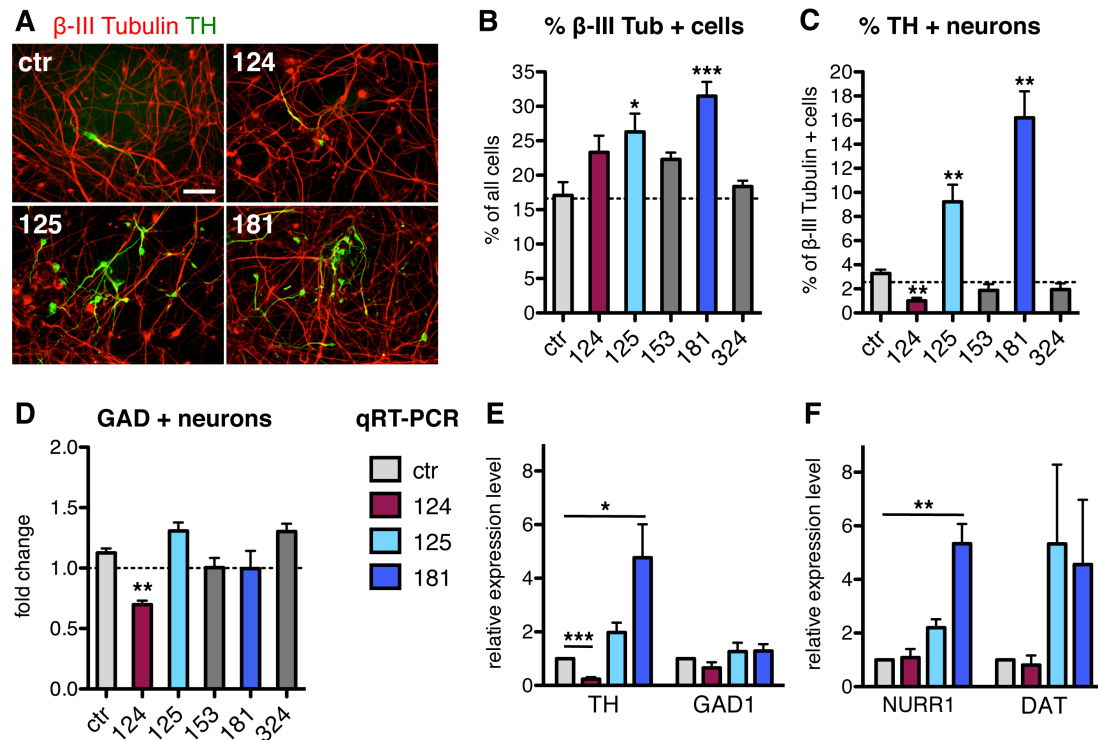 A β-III Tubulin TH
ctr
124
125
181
B % β-III Tub + cells
% of all cells
35
30
25
20
15
10
5
0
* ***
ctr 124 125 153 181 324
C % TH + neurons
% of β-III Tubulin + cells
20
18
16
14
12
10
8
6
4
2
0
** ** **
ctr 124 125 153 181 324
D GAD + neurons
fold change
2.0
1.5
1.0
0.5
0.0
**
ctr 124 125 153 181 324
qRT-PCR
ctr
124
125
181
E
relative expression level
8
6
4
2
0
*
***
TH GAD1
F
relative expression level
8
6
4
2
0
**
NURR1 DAT